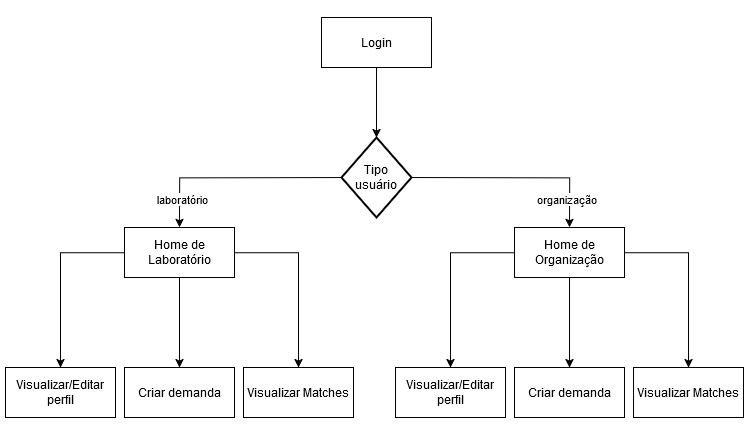 Login
Tipo
usuário
laboratório
organização
Home de
Laboratório
Home de
Organização
Visualizar/Editar
perfil
Criar demanda
Visualizar Matches
Visualizar/Editar
perfil
Criar demanda
Visualizar Matches